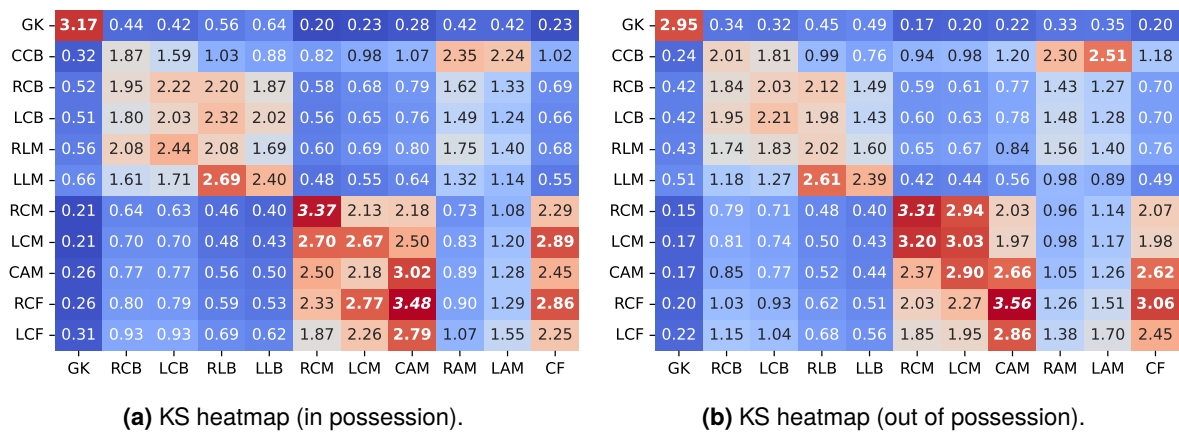 GK 3.17 0.44 0.42 0.56 0.64 0.20 0.23 0.26 0.42 0.42 0.23
CCB 0.32 1.87 1.59 1.03 0.88 0.82 0.98 1.07 2.35 2.24 1.02
RCB 0.52 1.95 2.22 2.20 1.87 0.58 0.68 0.79 1.62 1.33 0.69
LCB 0.51 1.80 2.03 2.32 2.02 0.56 0.65 0.76 1.49 1.24 0.66
RLM 0.56 2.08 2.44 2.08 1.69 0.60 0.69 0.80 1.75 1.40 0.68
LLM 0.66 1.61 1.71 2.69 2.40 0.48 0.55 0.64 1.32 1.14 0.55
RCM 0.21 0.64 0.63 0.46 0.40 3.37 2.13 2.18 0.73 1.08 2.29
LCM 0.21 0.70 0.70 0.48 0.43 2.70 2.67 2.50 0.83 1.20 2.89
CAM 0.26 0.77 0.77 0.56 0.50 2.50 2.18 3.02 0.89 1.28 2.45
RCF 0.26 0.80 0.79 0.59 0.53 2.33 2.77 3.48 0.90 1.29 2.86
LCF 0.31 0.93 0.93 0.69 0.62 1.87 2.26 2.79 1.07 1.55 2.25
GK RCB LCB RLB LLB RCM LCM CAM RAM LAM CF
(a) KS heatmap (in possession).
GK 2.95 0.34 0.32 0.45 0.49 0.17 0.20 0.22 0.33 0.35 0.20
CCB 0.24 2.01 1.81 0.99 0.76 0.94 0.98 1.20 2.30 2.51 1.18
RCB 0.42 1.84 2.03 2.12 1.49 0.59 0.61 0.77 1.43 1.27 0.70
LCB 0.42 1.95 2.21 1.98 1.43 0.60 0.63 0.78 1.48 1.28 0.70
RLM 0.43 1.74 1.83 2.02 1.60 0.65 0.67 0.84 1.56 1.40 0.76
LLM 0.51 1.18 1.27 2.61 2.39 0.42 0.44 0.56 0.98 0.89 0.49
RCM 0.15 0.79 0.71 0.48 0.40 3.31 2.94 2.03 0.96 1.14 2.07
LCM 0.17 0.81 0.74 0.50 0.43 3.20 3.03 1.97 0.98 1.17 1.98
CAM 0.17 0.85 0.77 0.52 0.44 2.37 2.90 2.66 1.05 1.26 2.62
RCF 0.20 1.03 0.93 0.62 0.51 2.03 2.27 3.56 1.26 1.51 3.06
LCF 0.22 1.15 1.04 0.68 0.56 1.85 1.95 2.86 1.38 1.70 2.45
GK RCB LCB RLB LLB RCM LCM CAM RAM LAM CF
(b) KS heatmap (out of possession).